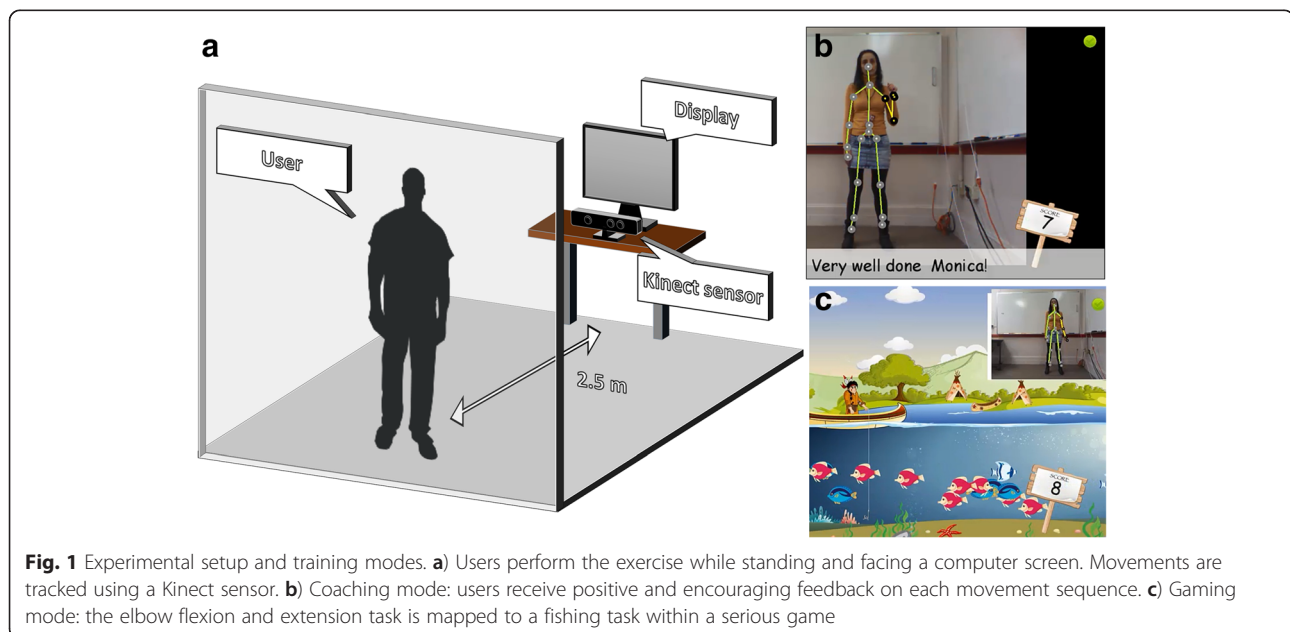 a
User
Display
Kinect sensor
2.5 m
b
SCORE
7
Very well done Monica!
c
SCORE
8
Fig. 1 Experimental setup and training modes. a) Users perform the exercise while standing and facing a computer screen. Movements are
tracked using a Kinect sensor. b) Coaching mode: users receive positive and encouraging feedback on each movement sequence. c) Gaming
mode: the elbow flexion and extension task is mapped to a fishing task within a serious game